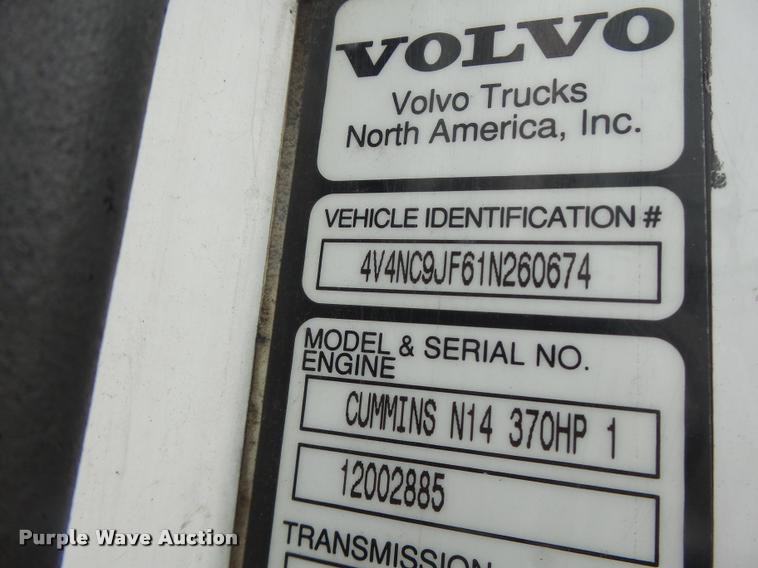 VOLVO
Volvo Trucks
North America, Inc.
VEHICLE IDENTIFICATION #
4V4NC9JF61N260674
MODEL & SERIAL NO.
ENGINE
CUMMINS N14 370HP 1
12002885
TRANSMISSION
Purple Wave Auction